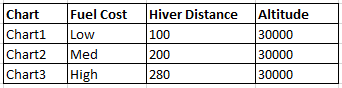 Chart Fuel Cost Hiver Distance Altitude
Chart1 Low 100 30000
Chart2 Med 200 30000
Chart3 High 280 30000